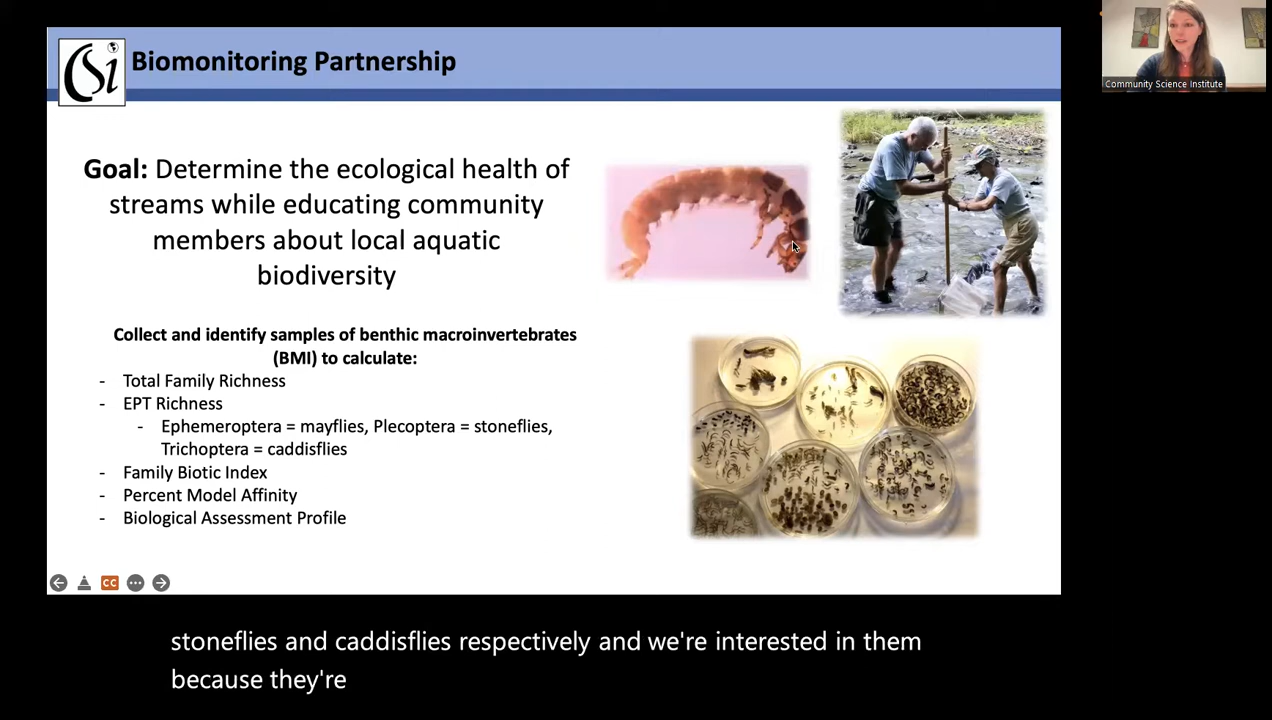 CSi
Biomonitoring Partnership
Goal: Determine the ecological health of
streams while educating community
members about local aquatic
biodiversity
Collect and identify samples of benthic macroinvertebrates
(BMI) to calculate:
- Total Family Richness
- EPT Richness
- Ephemeroptera = mayflies, Plecoptera = stoneflies,
Trichoptera = caddisflies
- Family Biotic Index
- Percent Model Affinity
- Biological Assessment Profile
CC
Community Science Institute
stoneflies and caddisflies respectively and we're interested in them
because they're